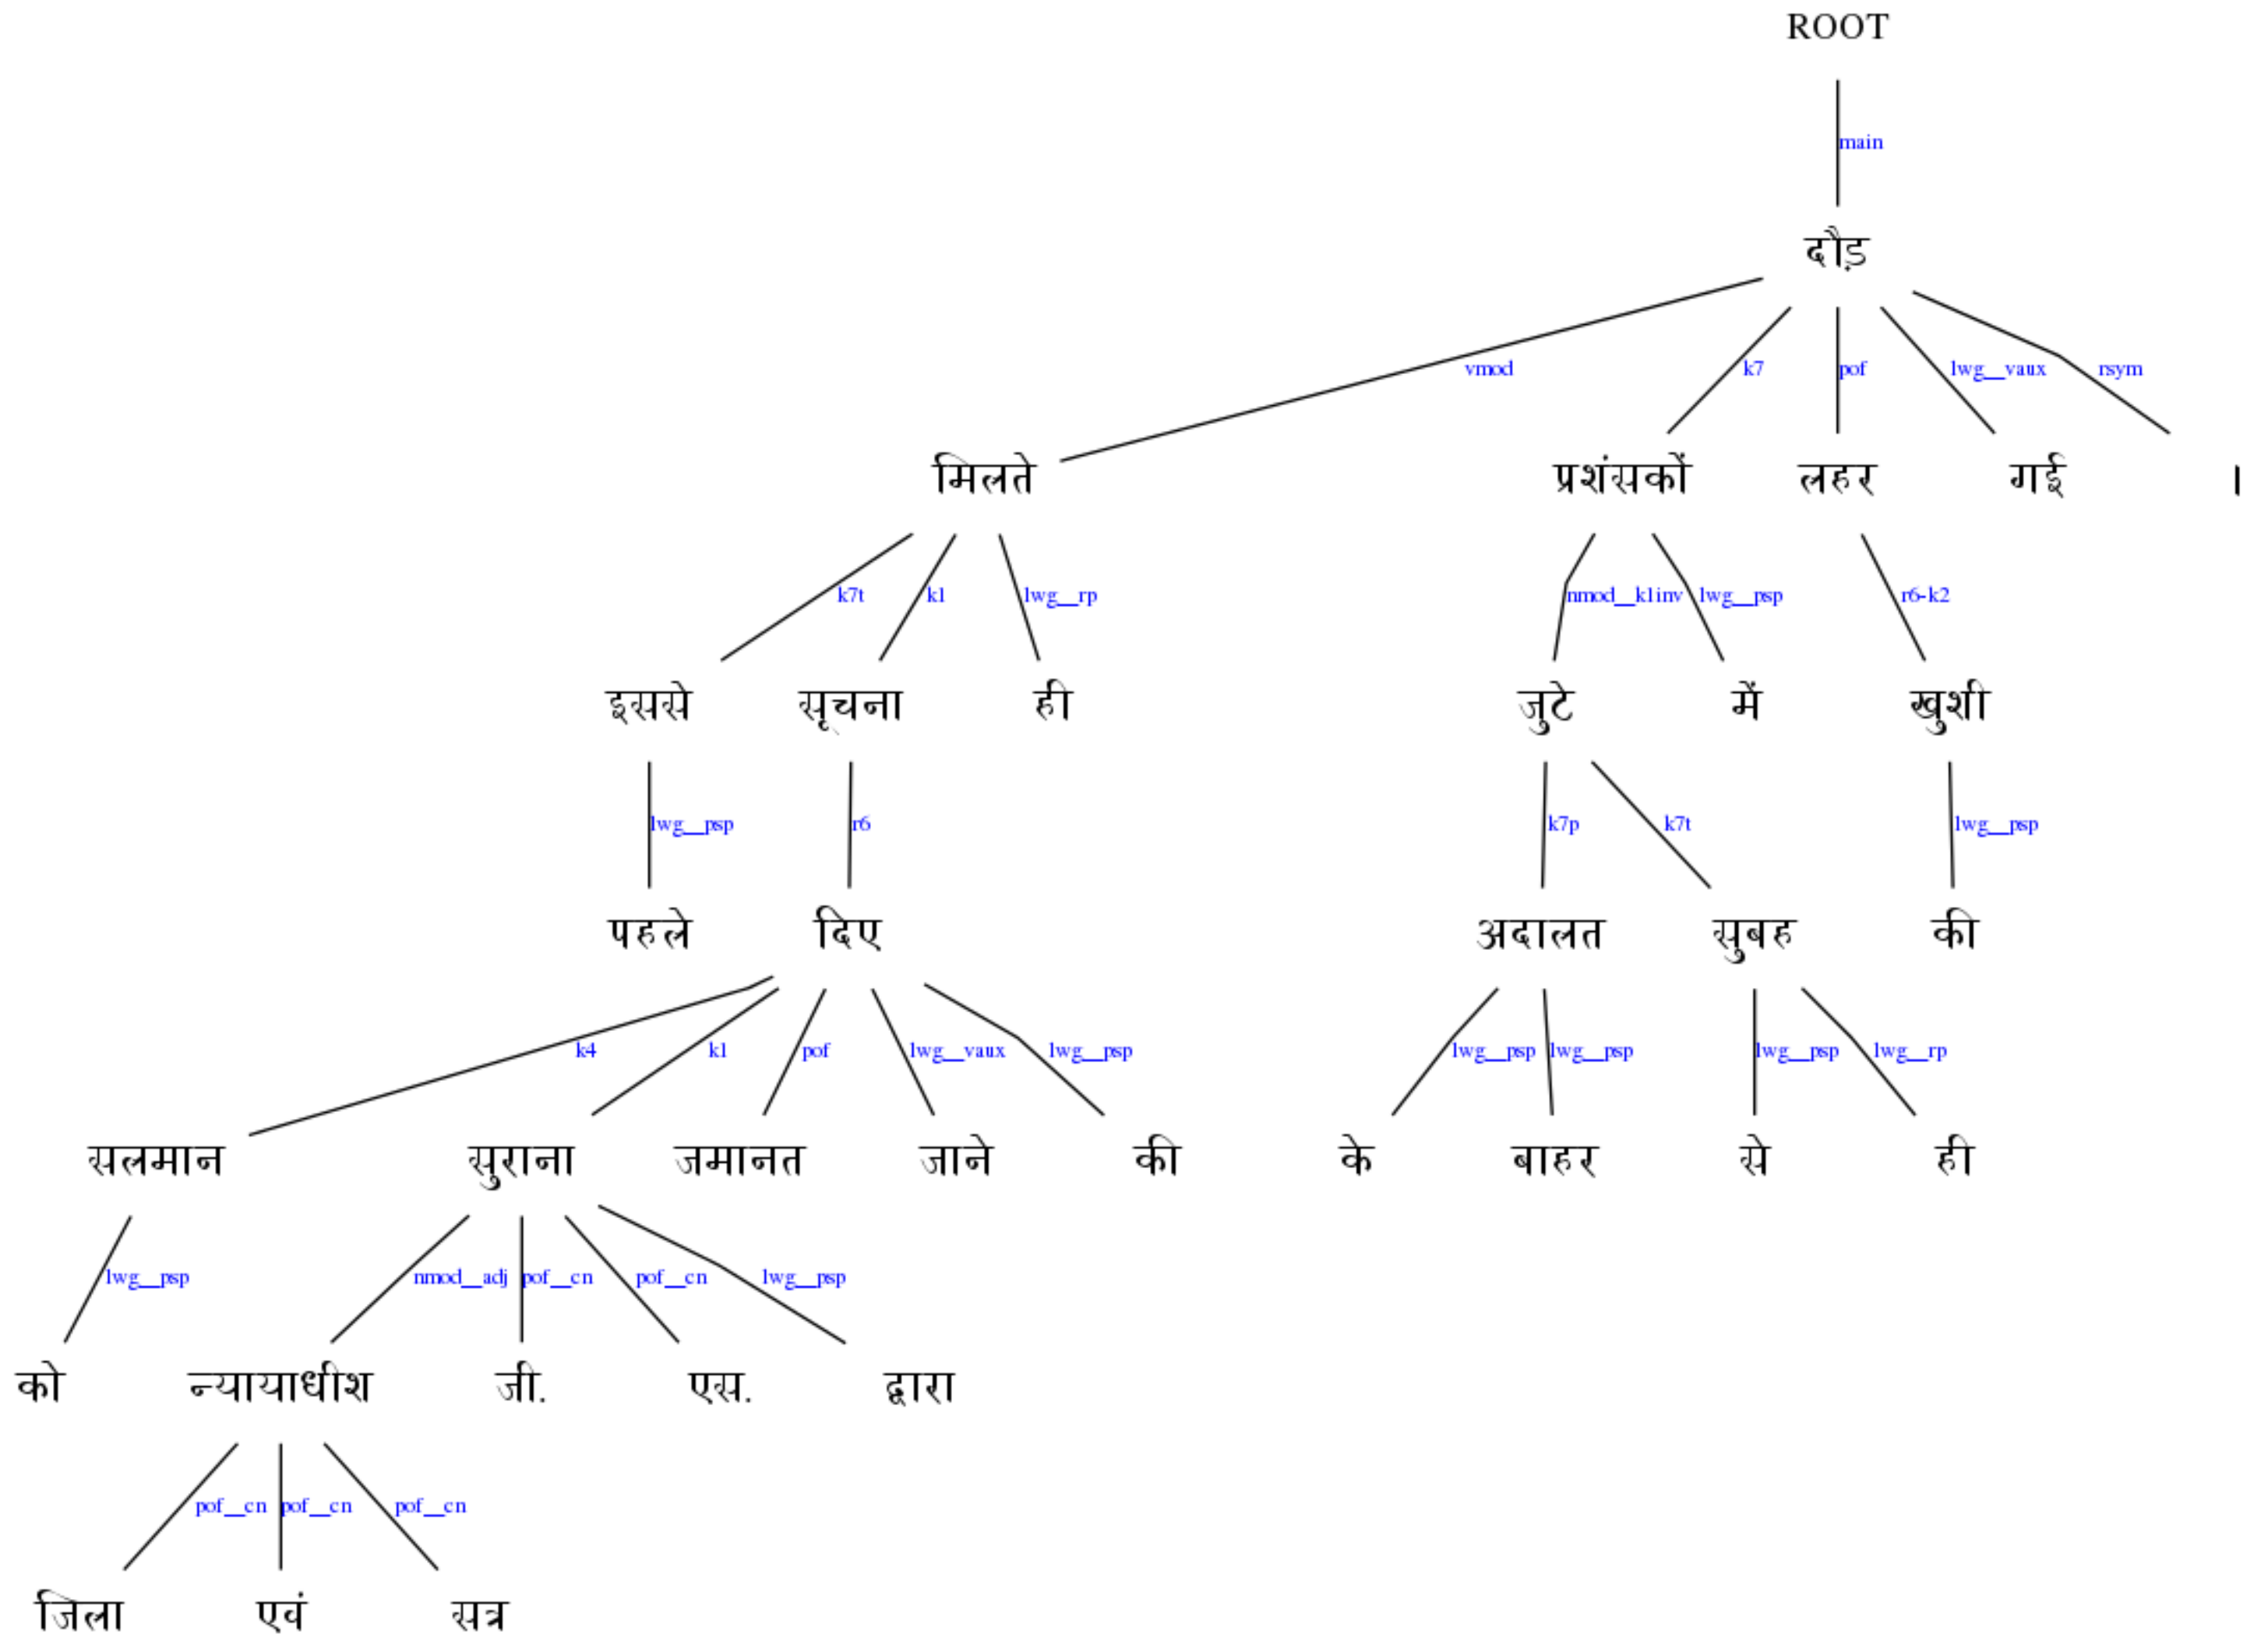 ROOT
main
दौड़
vmod k7 pof lwg__vaux rsym
मिलते प्रशंसकों लहर गई ।
k7t k1 lwg__rp nmod__k1inv lwg__psp r6-k2
इससे सूचना ही जुटे में खुशी
lwg__psp r6 k7p k7t lwg__psp
पहले दिए अदालत सुबह की
k4 k1 pof lwg__vaux lwg__psp lwg__psp lwg__psp lwg__psp lwg__rp
सलमान सुराना जमानत जाने की के बाहर से ही
lwg__psp nmod__adj pof__cn pof__cn lwg__psp
को न्यायाधीश जी. एस. द्वारा
pof__cn pof__cn pof__cn
जिला एवं सत्र